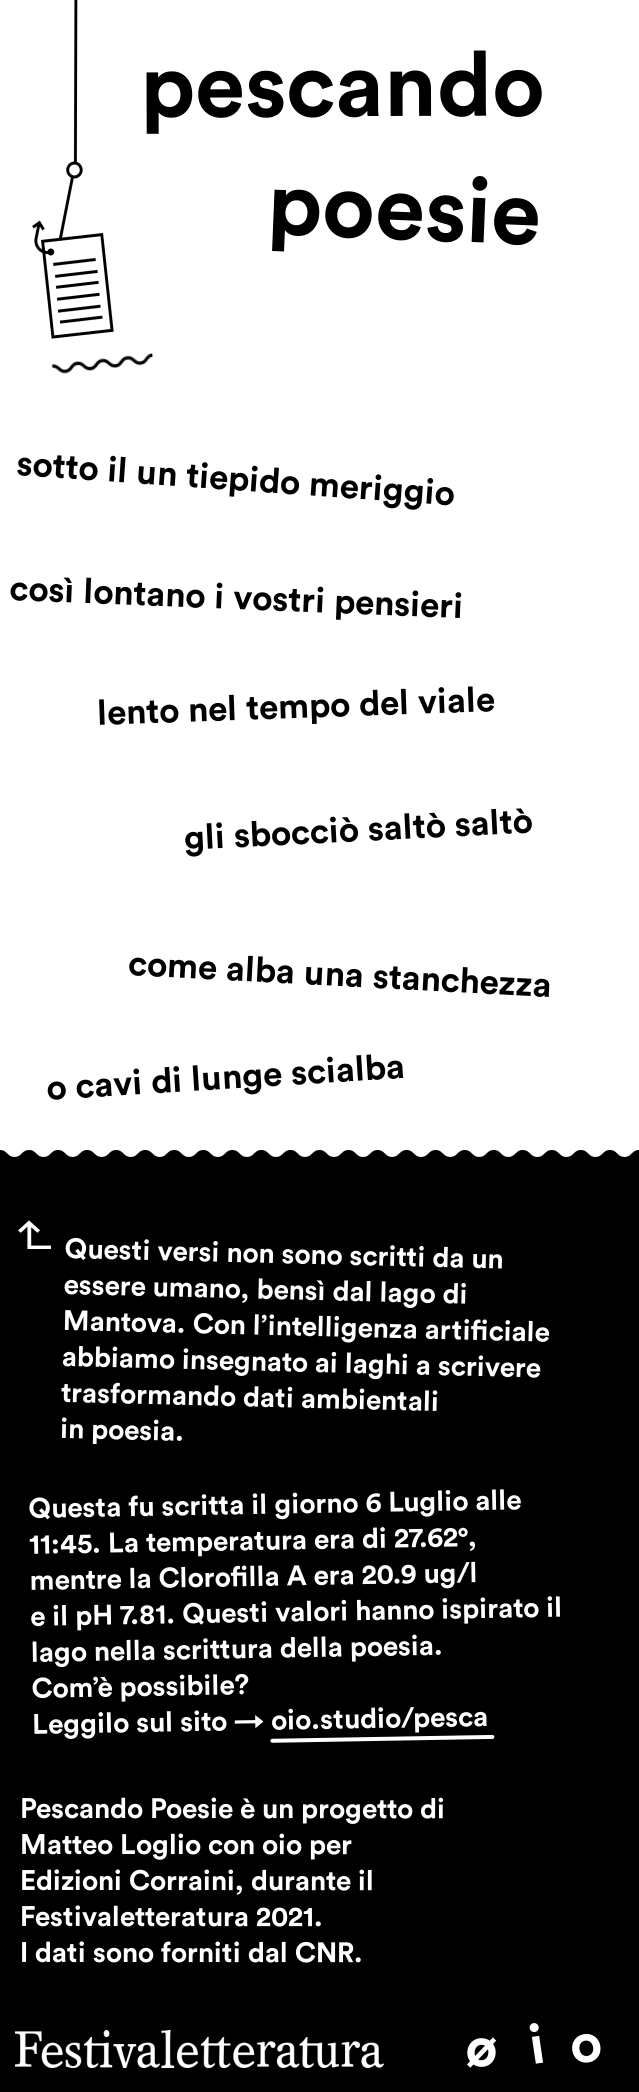 pescando
poesie
sotto il un tiepido meriggio
così lontano i vostri pensieri
lento nel tempo del viale
gli sbocciò saltò saltò
come alba una stanchezza
o cavi di lunge scialba
Questi versi non sono scritti da un
essere umano, bensì dal lago di
Mantova. Con l'intelligenza artificiale
abbiamo insegnato ai laghi a scrivere
trasformando dati ambientali
in poesia.
Questa fu scritta il giorno 6 Luglio alle
11:45. La temperatura era di 27.62º,
mentre la Clorofilla A era 20.9 ug/l
e il pH 7.81. Questi valori hanno ispirato il
lago nella scrittura della poesia.
Com'è possibile?
Leggilo sul sito → oio.studio/pesca
Pescando Poesie è un progetto di
Matteo Loglio con oio per
Edizioni Corraini, durante il
Festivaletteratura 2021.
I dati sono forniti dal CNR.
Festivaletteratura ø i o